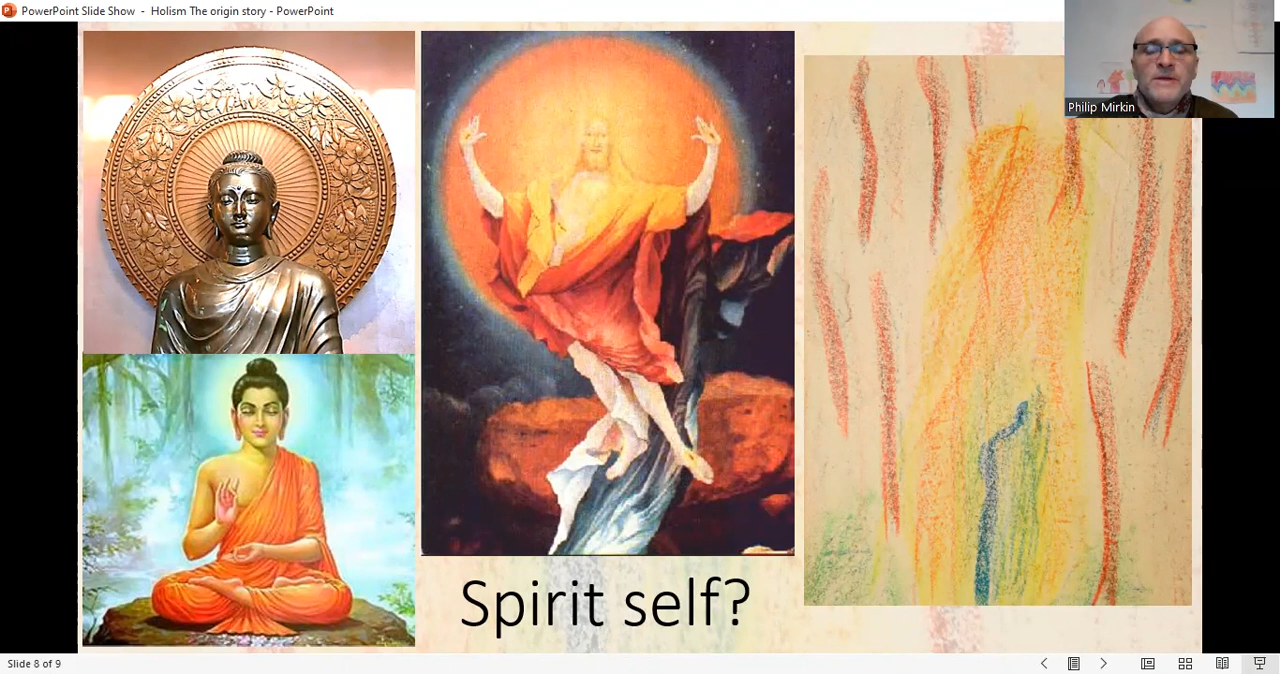 PowerPoint Slide Show - Holism The origin story - PowerPoint
Philip Mirkin
Spirit self?
Slide 8 of 9